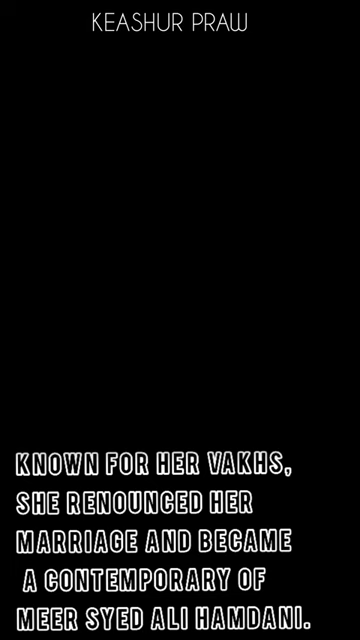 KEASHUR PRAW
KNOWN FOR HER VAKHS,
SHE RENOUNCED HER
MARRIAGE AND BECAME
A CONTEMPORARY OF
MEER SYED ALI HAMDANI.